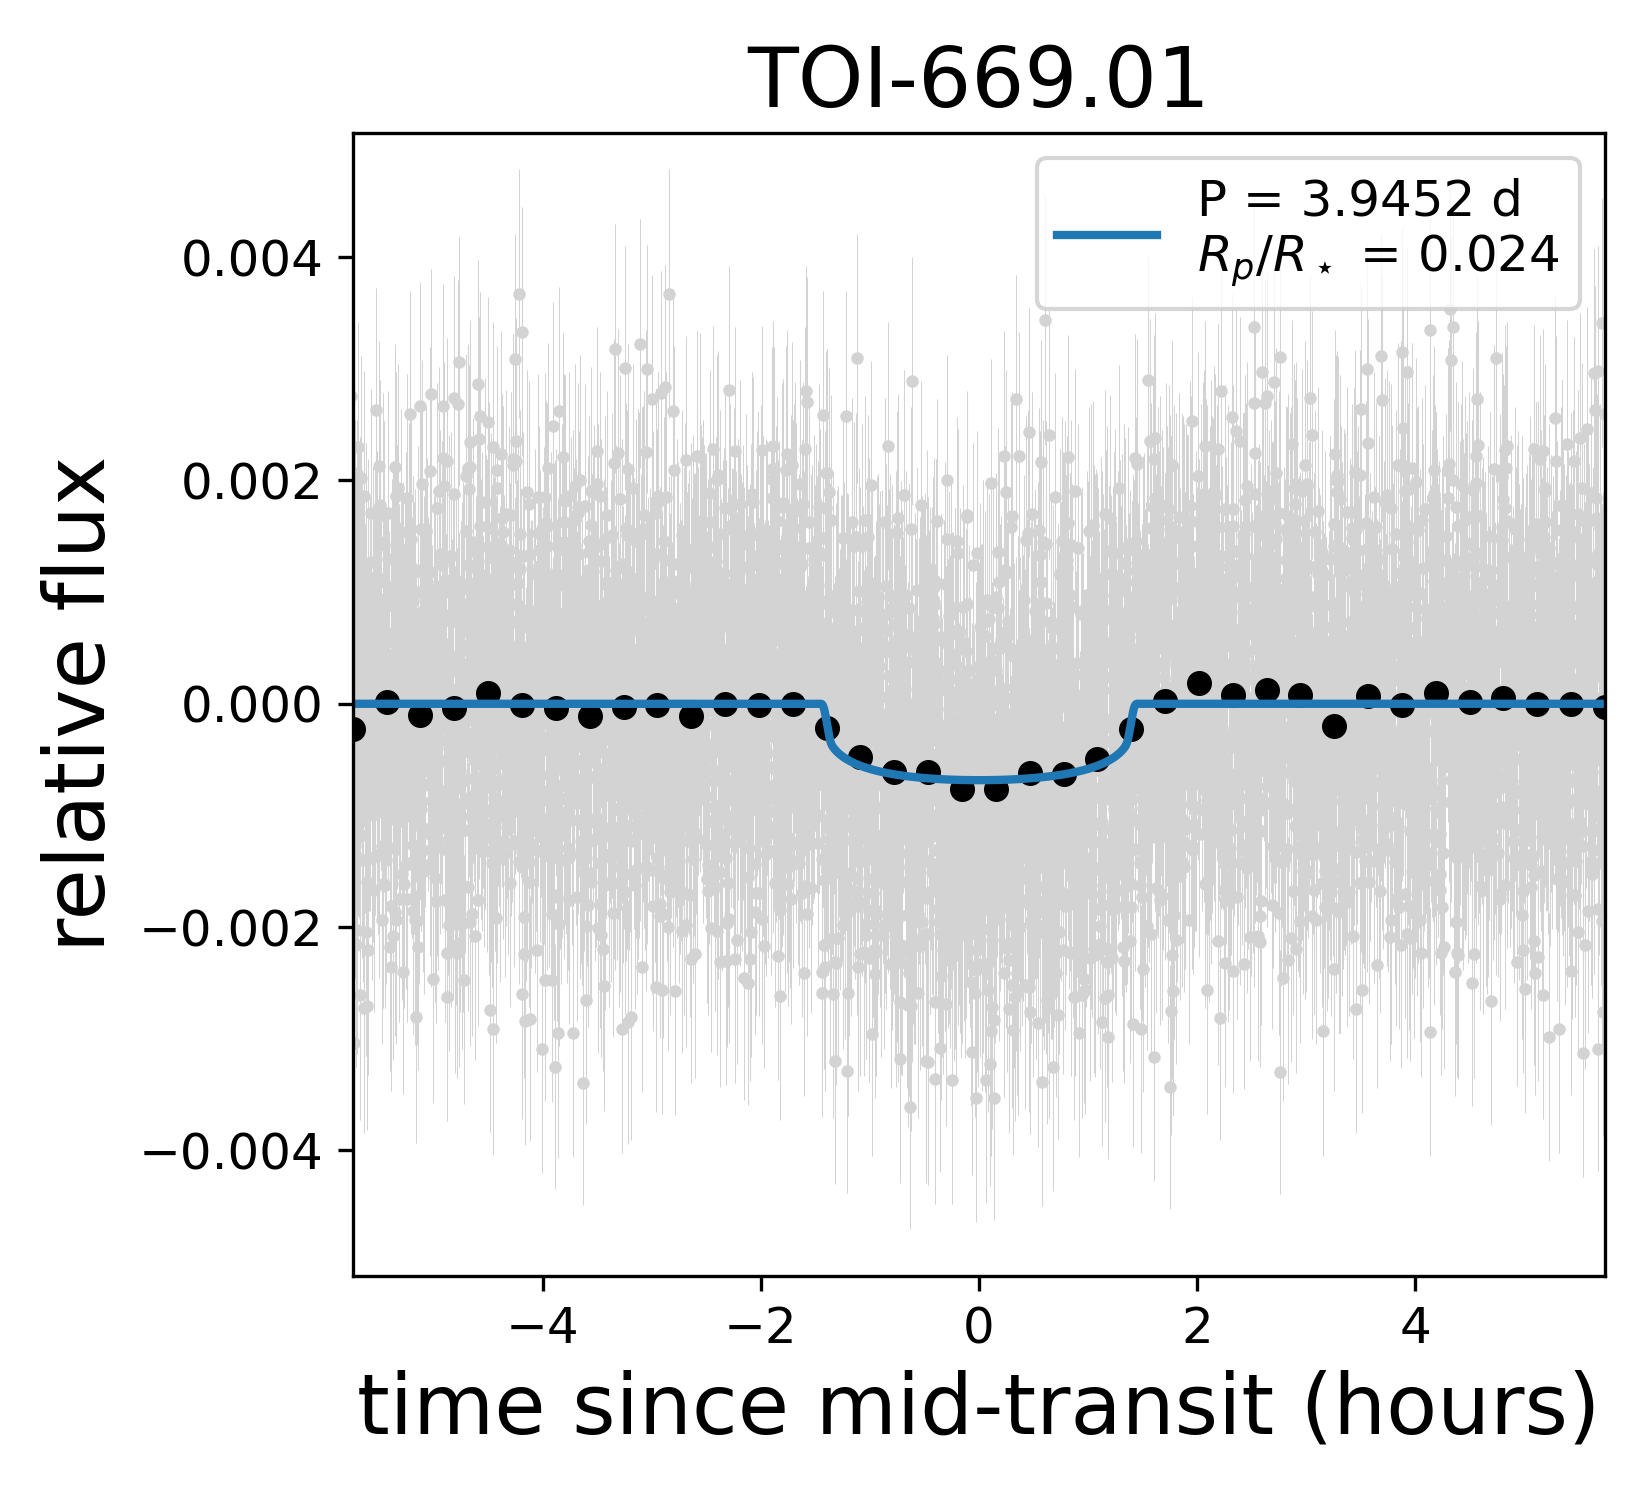 TOI-669.01
P = 3.9452 d
R_p/R_⋆ = 0.024
relative flux
0.004
0.002
0.000
−0.002
−0.004
−4 −2 0 2 4
time since mid-transit (hours)